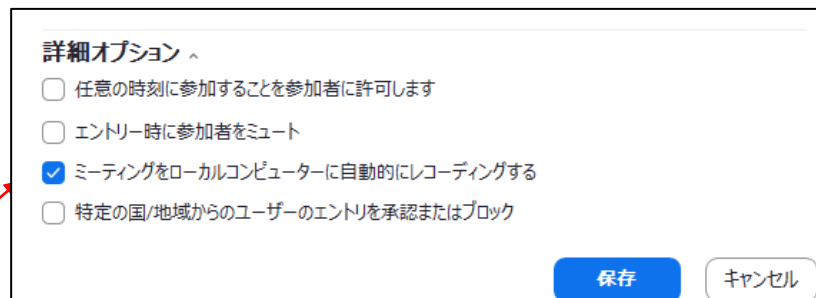 詳細オプション
任意の時刻に参加することを参加者に許可します
エントリー時に参加者をミュート
ミーティングをローカルコンピューターに自動的にレコーディングする
特定の国/地域からのユーザーのエントリを承認またはブロック
保存 キャンセル